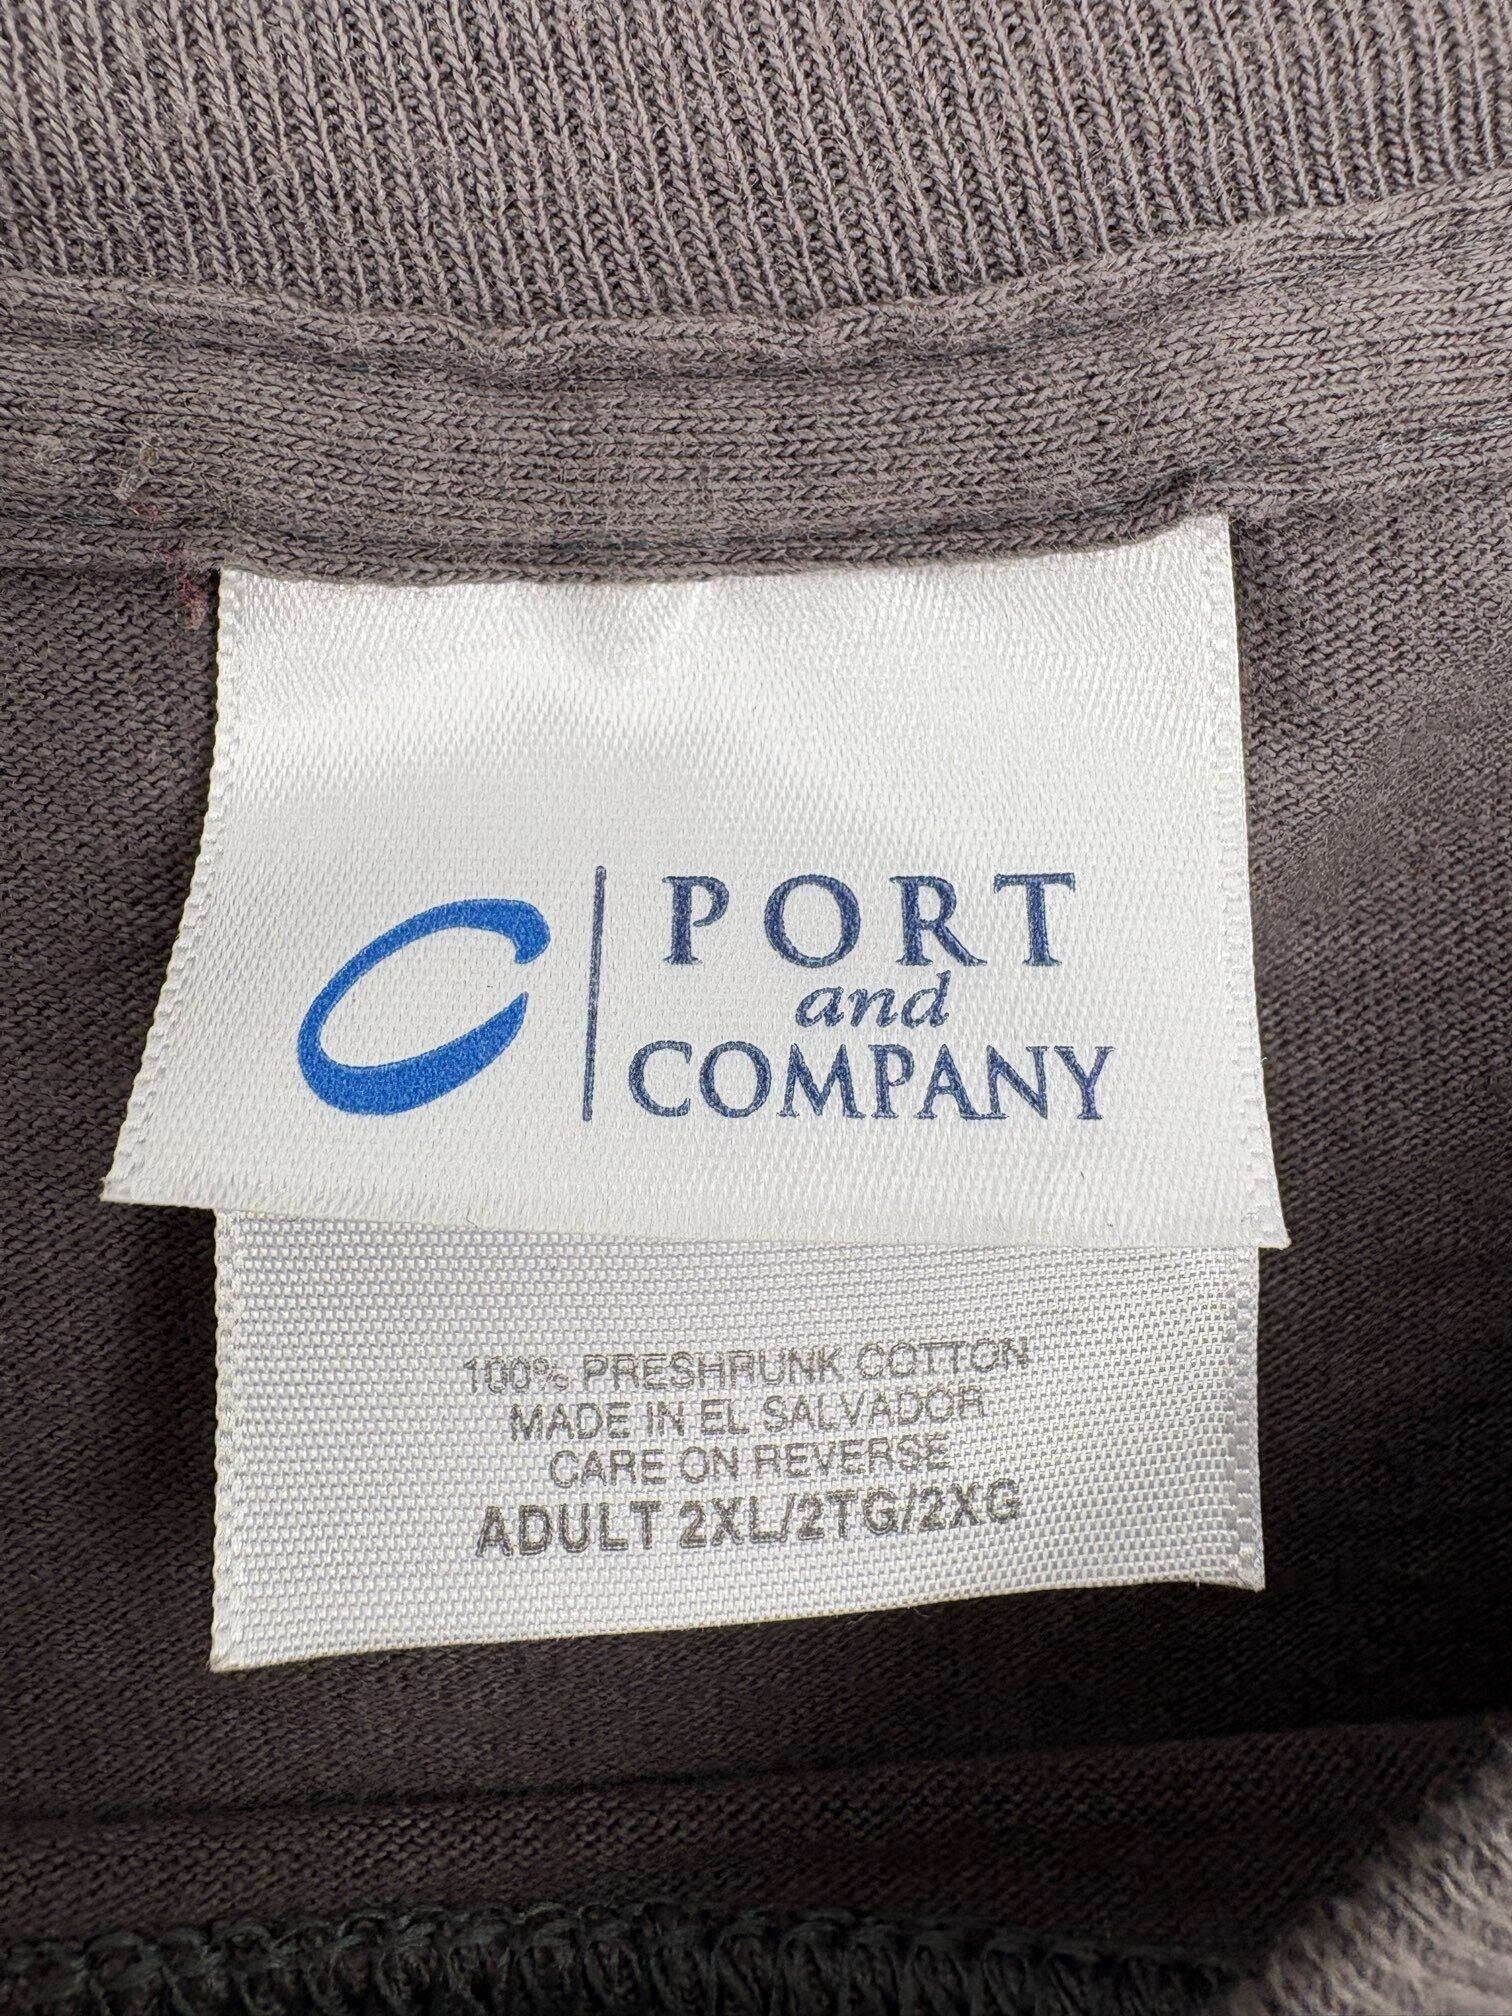 PORT
and
COMPANY
100% PRESHRUNK COTTON
MADE IN EL SALVADOR
CARE ON REVERSE
ADULT 2XL/2TG/2XG